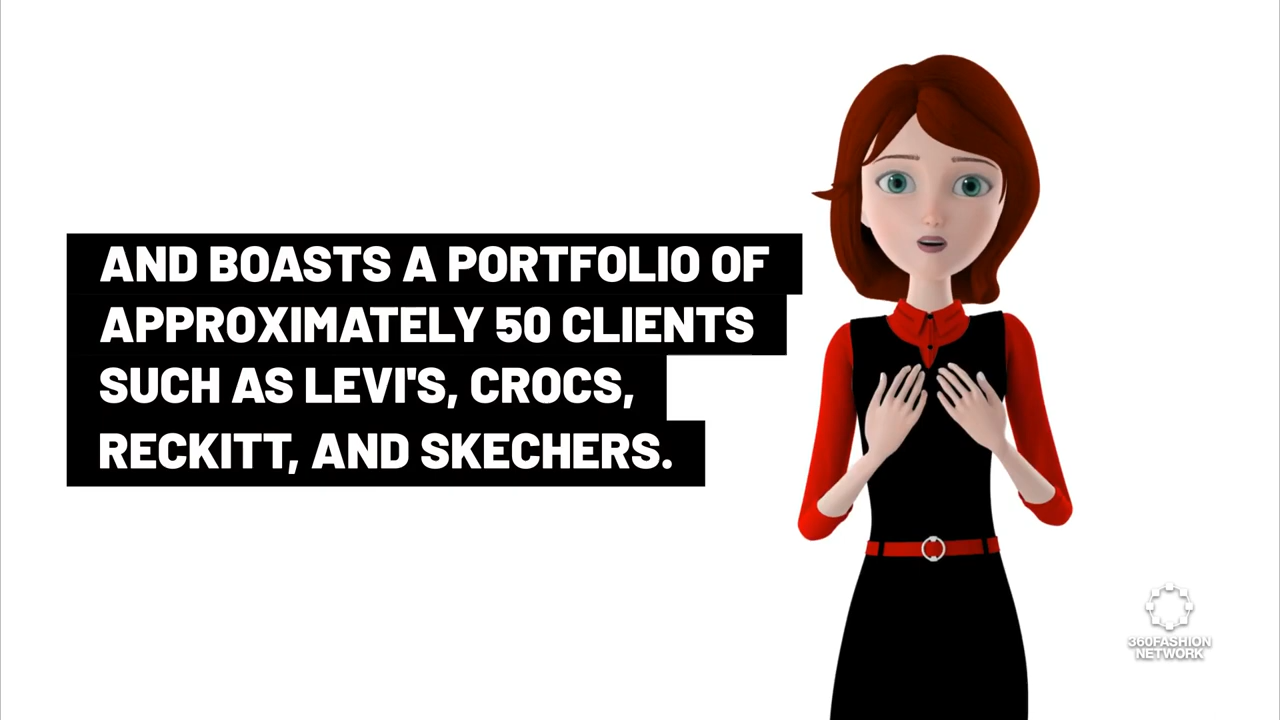 AND BOASTS A PORTFOLIO OF
APPROXIMATELY 50 CLIENTS
SUCH AS LEVI'S, CROCS,
RECKITT, AND SKECHERS.
360FASHION
NETWORK